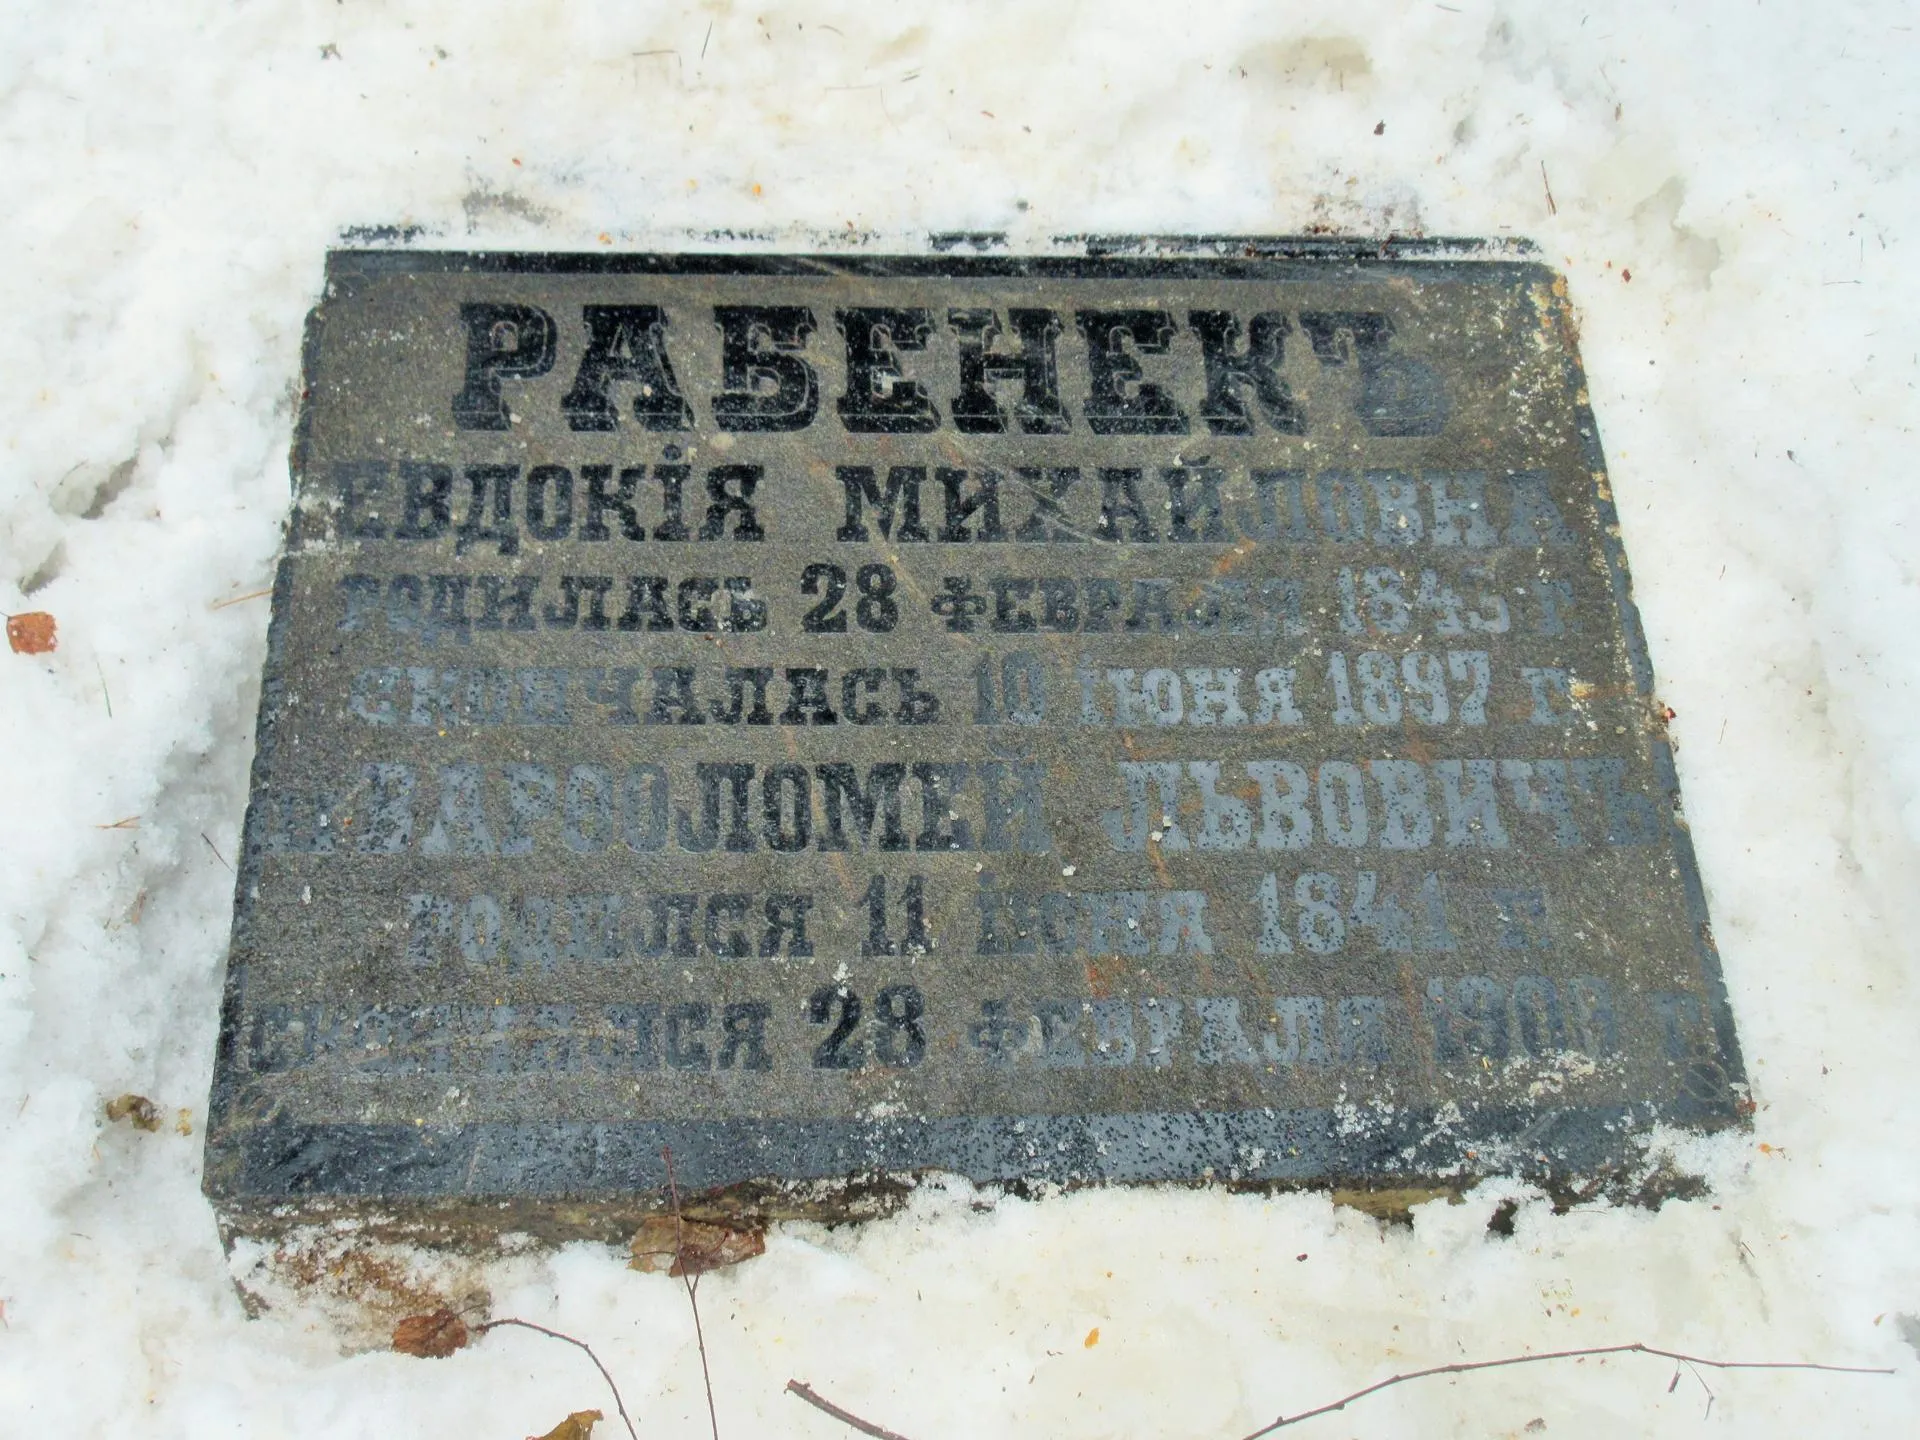 РАБЕНЕКЪ
ЕВДОКІЯ МИХАЙЛОВНА
РОДИЛАСЬ 28 ФЕВРАЛЯ 1845 Г.
СКОНЧАЛАСЬ 10 ІЮНЯ 1897 Г.
ВАРѲОЛОМЕЙ ЛЬВОВИЧЪ
РОДИЛСЯ 11 ІЮНЯ 1841 Г.
СКОНЧАЛСЯ 28 ФЕВРАЛЯ Г.